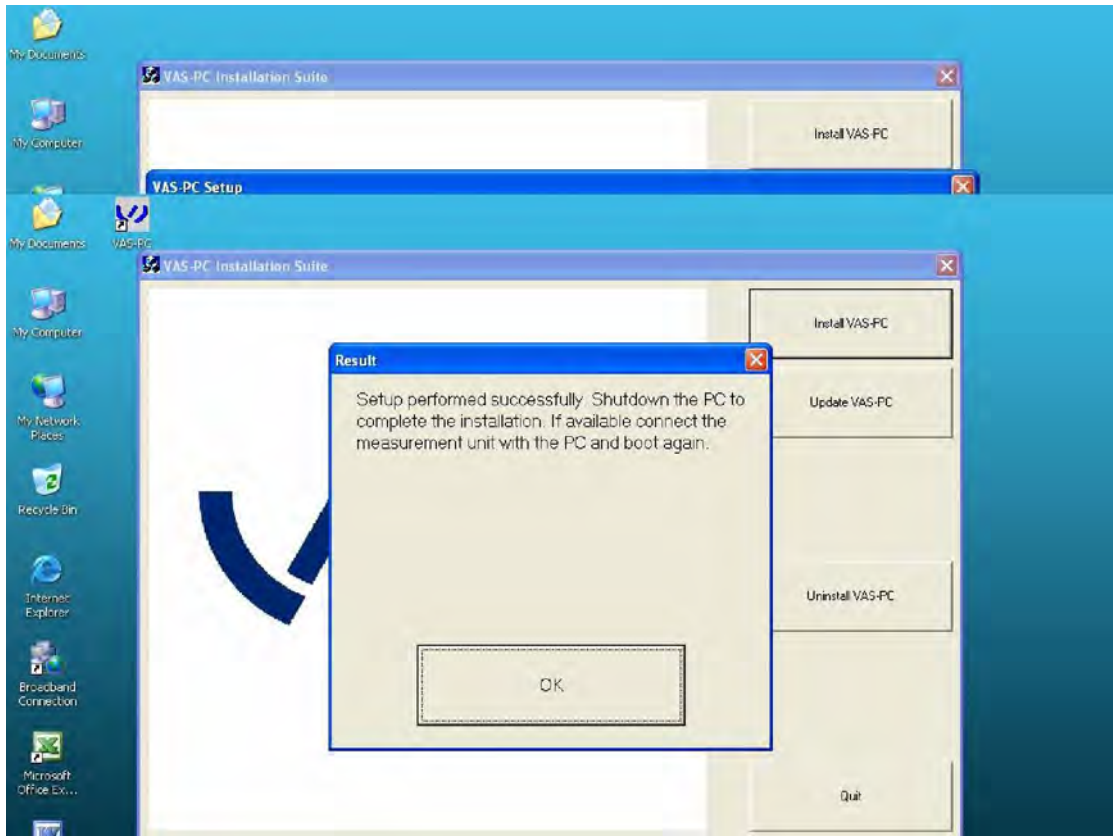 My Documents
VAS-PC Installation Suite
My Computer
Install VAS-PC
VAS-PC Setup
My Documents
VAS-PC
VAS-PC Installation Suite
My Computer
Install VAS-PC
Result
Setup performed successfully. Shutdown the PC to
complete the installation. If available connect the
measurement unit with the PC and boot again.
Update VAS-PC
My Network
Places
Recycle Bin
Internet
Explorer
Uninstall VAS-PC
OK
Broadband
Connection
Microsoft
Office Ex...
Quit